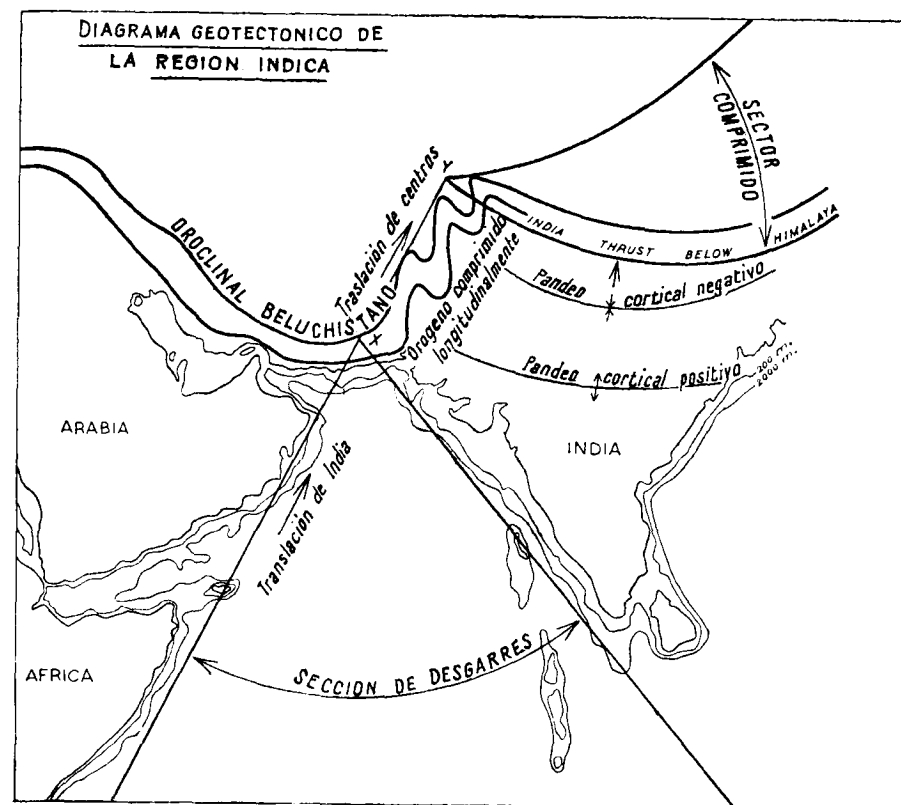 DIAGRAMA GEOTECTONICO DE
LA REGION INDICA
SECTOR
COMPRIMIDO
Traslación de centros
OROCLINAL BELUCHISTANO
INDIA THRUST BELOW HIMALAYA
Orogeno comprimido
longitudinalmente
Pandeo cortical negativo
Pandeo cortical positivo
200 m.
2000 m.
ARABIA
INDIA
Translación de India
SECCION DE DESGARRES
AFRICA